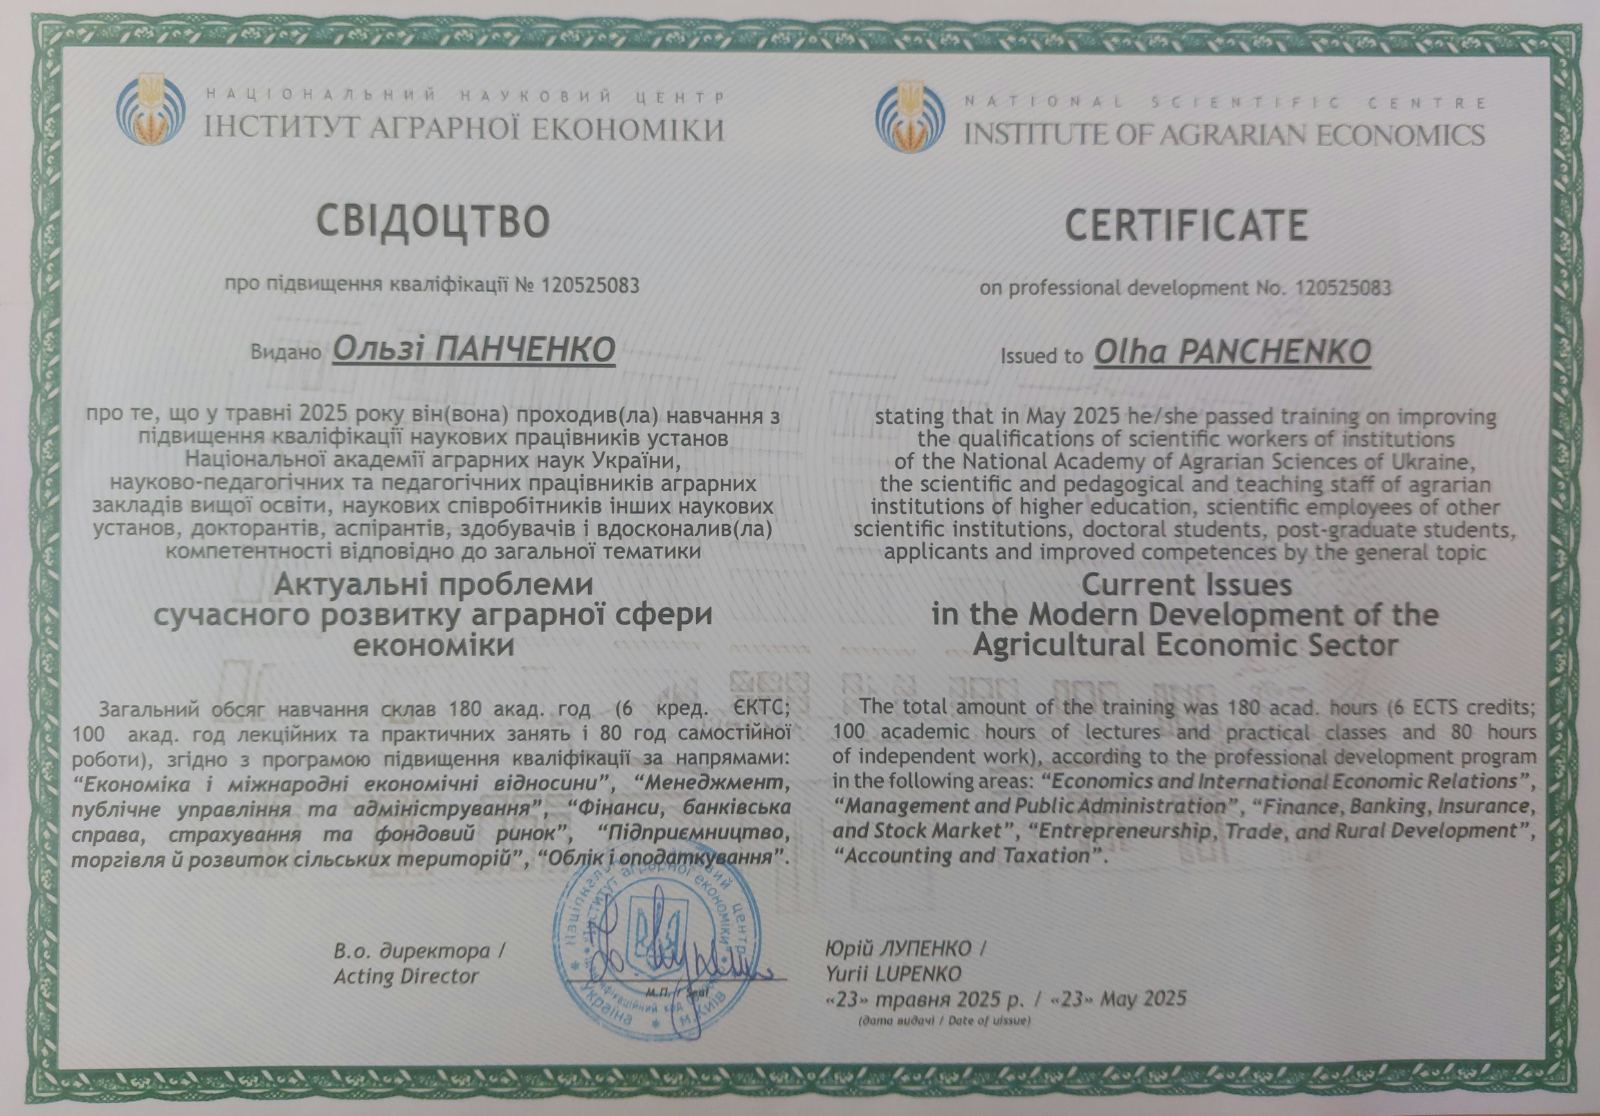 НАЦІОНАЛЬНИЙ НАУКОВИЙ ЦЕНТР
ІНСТИТУТ АГРАРНОЇ ЕКОНОМІКИ
СВІДОЦТВО
про підвищення кваліфікації № 120525083
Видано Ользі ПАНЧЕНКО
про те, що у травні 2025 року він(вона) проходив(ла) навчання з
підвищення кваліфікації наукових працівників установ
Національної академії аграрних наук України,
науково-педагогічних та педагогічних працівників аграрних
закладів вищої освіти, наукових співробітників інших наукових
установ, докторантів, аспірантів, здобувачів і вдосконалив(ла)
компетентності відповідно до загальної тематики
Актуальні проблеми
сучасного розвитку аграрної сфери
економіки
Загальний обсяг навчання склав 180 акад. год (6 кред. ЄКТС;
100 акад. год лекційних та практичних занять і 80 год самостійної
роботи), згідно з програмою підвищення кваліфікації за напрямами:
“Економіка і міжнародні економічні відносини”, “Менеджмент,
публічне управління та адміністрування”, “Фінанси, банківська
справа, страхування та фондовий ринок”, “Підприємництво,
торгівля й розвиток сільських територій”, “Облік і оподаткування”.
NATIONAL SCIENTIFIC CENTRE
INSTITUTE OF AGRARIAN ECONOMICS
CERTIFICATE
on professional development No. 120525083
Issued to Olha PANCHENKO
stating that in May 2025 he/she passed training on improving
the qualifications of scientific workers of institutions
of the National Academy of Agrarian Sciences of Ukraine,
the scientific and pedagogical and teaching staff of agrarian
institutions of higher education, scientific employees of other
scientific institutions, doctoral students, post-graduate students,
applicants and improved competences by the general topic
Current Issues
in the Modern Development of the
Agricultural Economic Sector
The total amount of the training was 180 acad. hours (6 ECTS credits;
100 academic hours of lectures and practical classes and 80 hours
of independent work), according to the professional development program
in the following areas: “Economics and International Economic Relations”,
“Management and Public Administration”, “Finance, Banking, Insurance,
and Stock Market”, “Entrepreneurship, Trade, and Rural Development”,
“Accounting and Taxation”.
В.о. директора /
Acting Director
М.П. / Seal
Україна * м. Київ
Інститут аграрної економіки
Юрій ЛУПЕНКО /
Yurii LUPENKO
«23» травня 2025 р. / «23» May 2025
(дата видачі / Date of uissue)